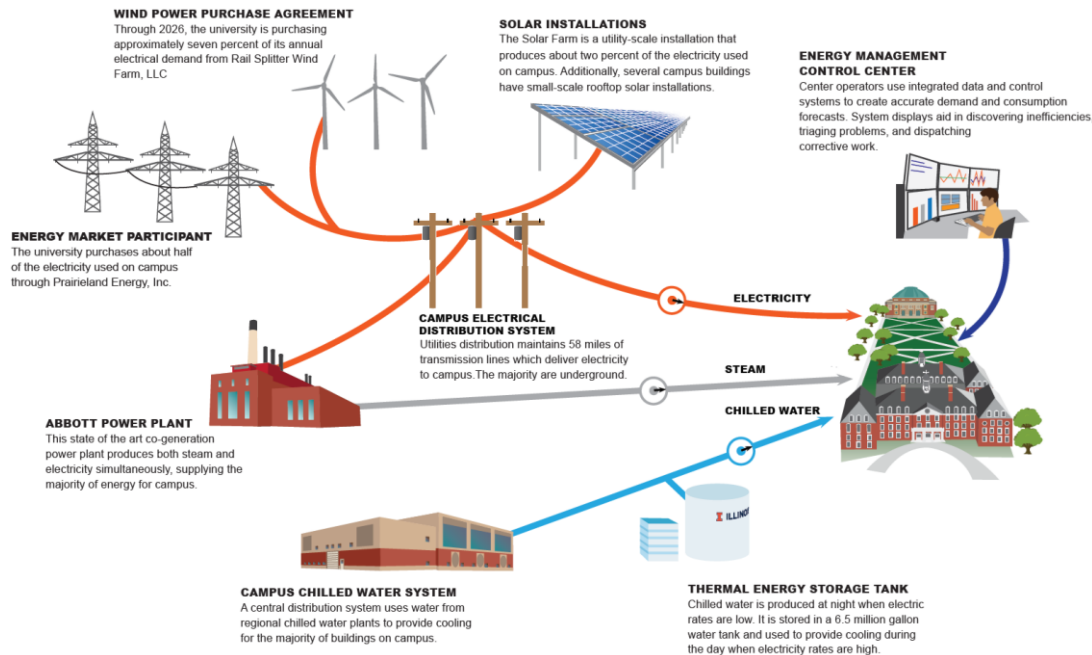 WIND POWER PURCHASE AGREEMENT
Through 2026, the university is purchasing
approximately seven percent of its annual
electrical demand from Rail Splitter Wind
Farm, LLC
SOLAR INSTALLATIONS
The Solar Farm is a utility-scale installation that
produces about two percent of the electricity used
on campus. Additionally, several campus buildings
have small-scale rooftop solar installations.
ENERGY MANAGEMENT
CONTROL CENTER
Center operators use integrated data and control
systems to create accurate demand and consumption
forecasts. System displays aid in discovering inefficiencies,
triaging problems, and dispatching
corrective work.
ENERGY MARKET PARTICIPANT
The university purchases about half
of the electricity used on campus
through Prairieland Energy, Inc.
ELECTRICITY
CAMPUS ELECTRICAL
DISTRIBUTION SYSTEM
Utilities distribution maintains 58 miles of
transmission lines which deliver electricity
to campus.The majority are underground.
STEAM
CHILLED WATER
ABBOTT POWER PLANT
This state of the art co-generation
power plant produces both steam and
electricity simultaneously, supplying the
majority of energy for campus.
I ILLINOI
CAMPUS CHILLED WATER SYSTEM
A central distribution system uses water from
regional chilled water plants to provide cooling
for the majority of buildings on campus.
THERMAL ENERGY STORAGE TANK
Chilled water is produced at night when electric
rates are low. It is stored in a 6.5 million gallon
water tank and used to provide cooling during
the day when electricity rates are high.